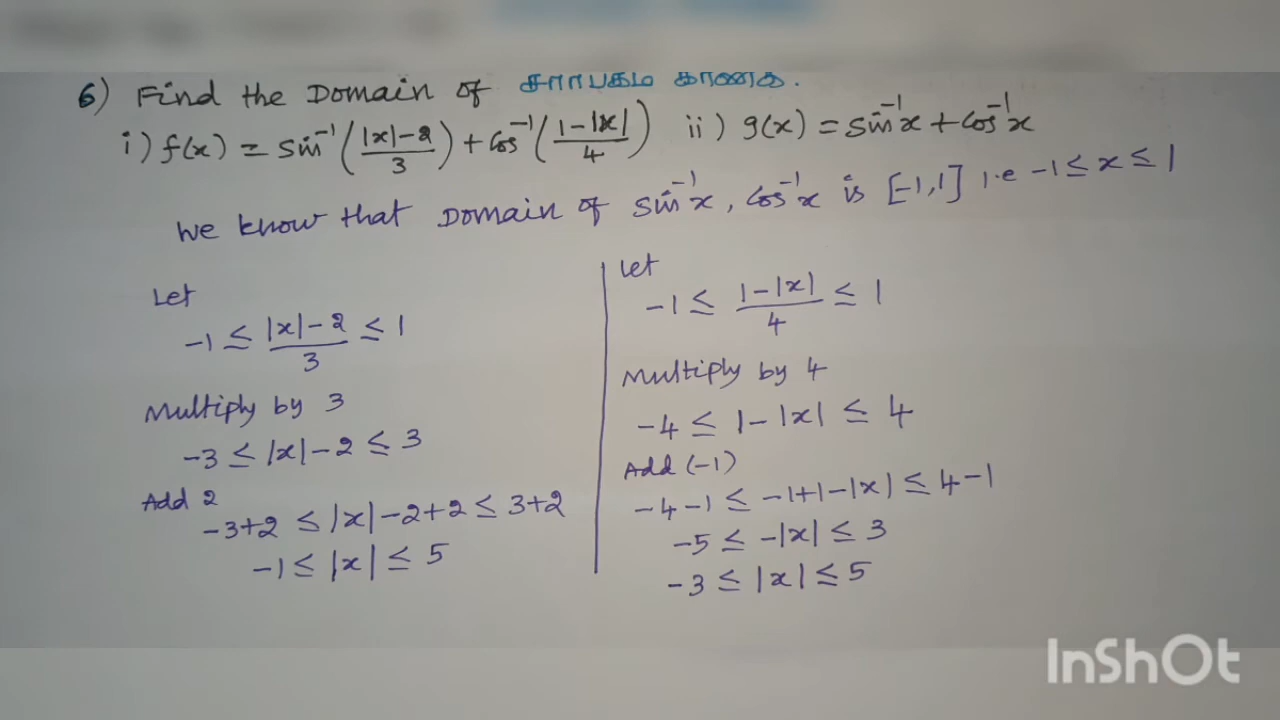 6) Find the Domain of சார்பகம் காண்க.
i) f(x) = sin⁻¹(|x|-2/3) + cos⁻¹(1-|x|/4) ii) g(x) = sin⁻¹x + cos⁻¹x
We know that Domain of sin⁻¹x, cos⁻¹x is [-1,1] i.e -1 ≤ x ≤ 1
Let
-1 ≤ |x|-2/3 ≤ 1
Multiply by 3
-3 ≤ |x|-2 ≤ 3
Add 2
-3+2 ≤ |x|-2+2 ≤ 3+2
-1 ≤ |x| ≤ 5
Let
-1 ≤ 1-|x|/4 ≤ 1
Multiply by 4
-4 ≤ 1-|x| ≤ 4
Add (-1)
-4-1 ≤ -1+1-|x| ≤ 4-1
-5 ≤ -|x| ≤ 3
-3 ≤ |x| ≤ 5
InShOt